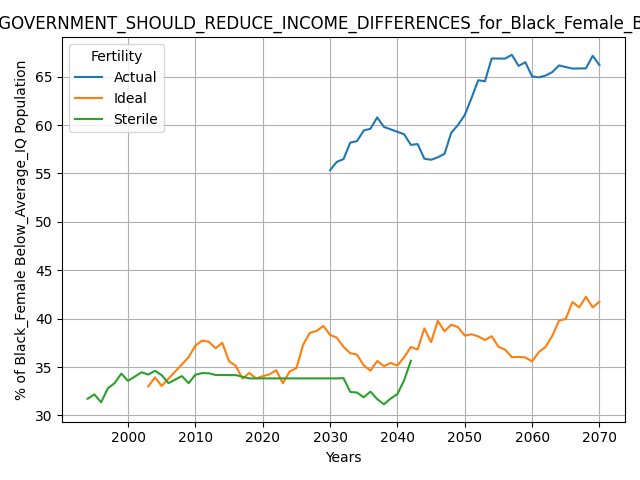 GOVERNMENT_SHOULD_REDUCE_INCOME_DIFFERENCES_for_Black_Female_B
Fertility
Actual
Ideal
Sterile
% of Black_Female Below_Average_IQ Population
65
60
55
50
45
40
35
30
2000 2010 2020 2030 2040 2050 2060 2070
Years